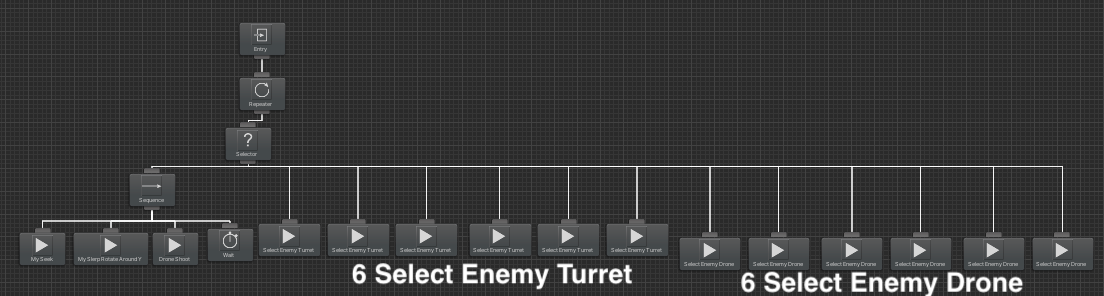 Entry
Repeater
?
Selector
Sequence
My Seek
My Slerp Rotate Around Y
Drone Shoot
Wait
Select Enemy Turret
Select Enemy Turret
Select Enemy Turret
Select Enemy Turret
Select Enemy Turret
Select Enemy Turret
Select Enemy Drone
Select Enemy Drone
Select Enemy Drone
Select Enemy Drone
Select Enemy Drone
Select Enemy Drone
6 Select Enemy Turret
6 Select Enemy Drone